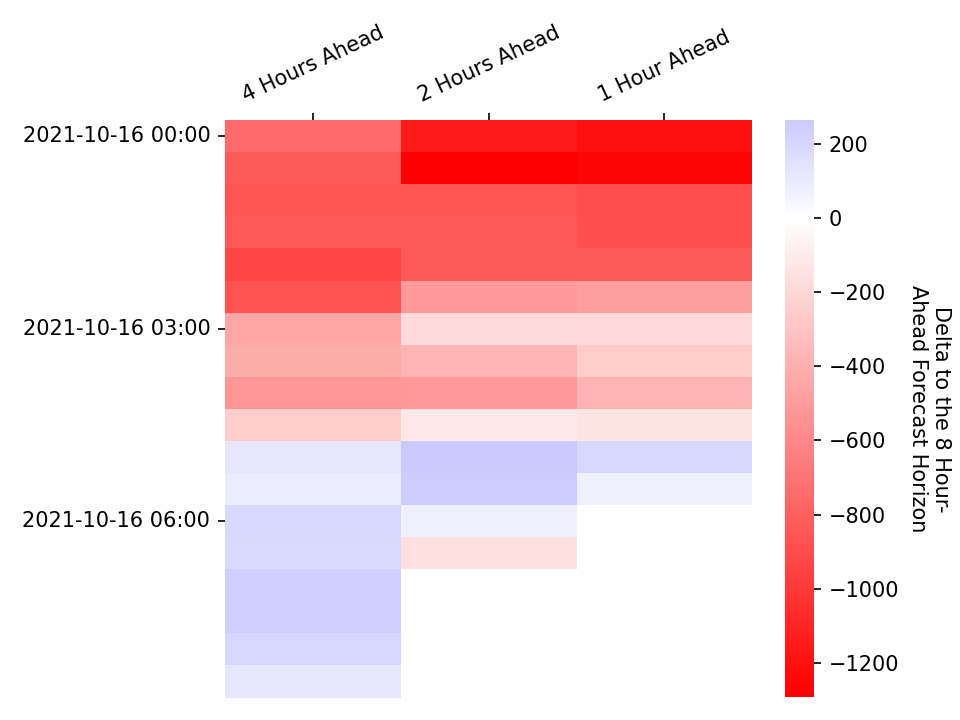 4 Hours Ahead
2 Hours Ahead
1 Hour Ahead
2021-10-16 00:00
2021-10-16 03:00
2021-10-16 06:00
200
0
−200
−400
−600
−800
−1000
−1200
Delta to the 8 Hour-
Ahead Forecast Horizon